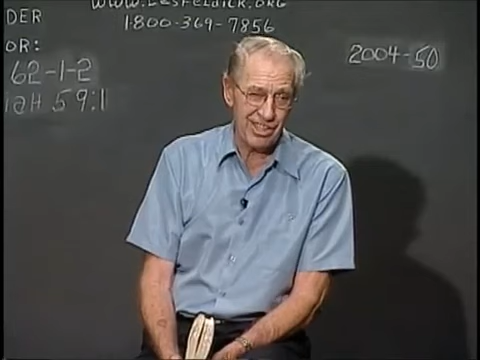 www.LESFELDICK.ORG
1-800-369-7856
DER
OR:
62-1-2
iaH 59:1
2004-50